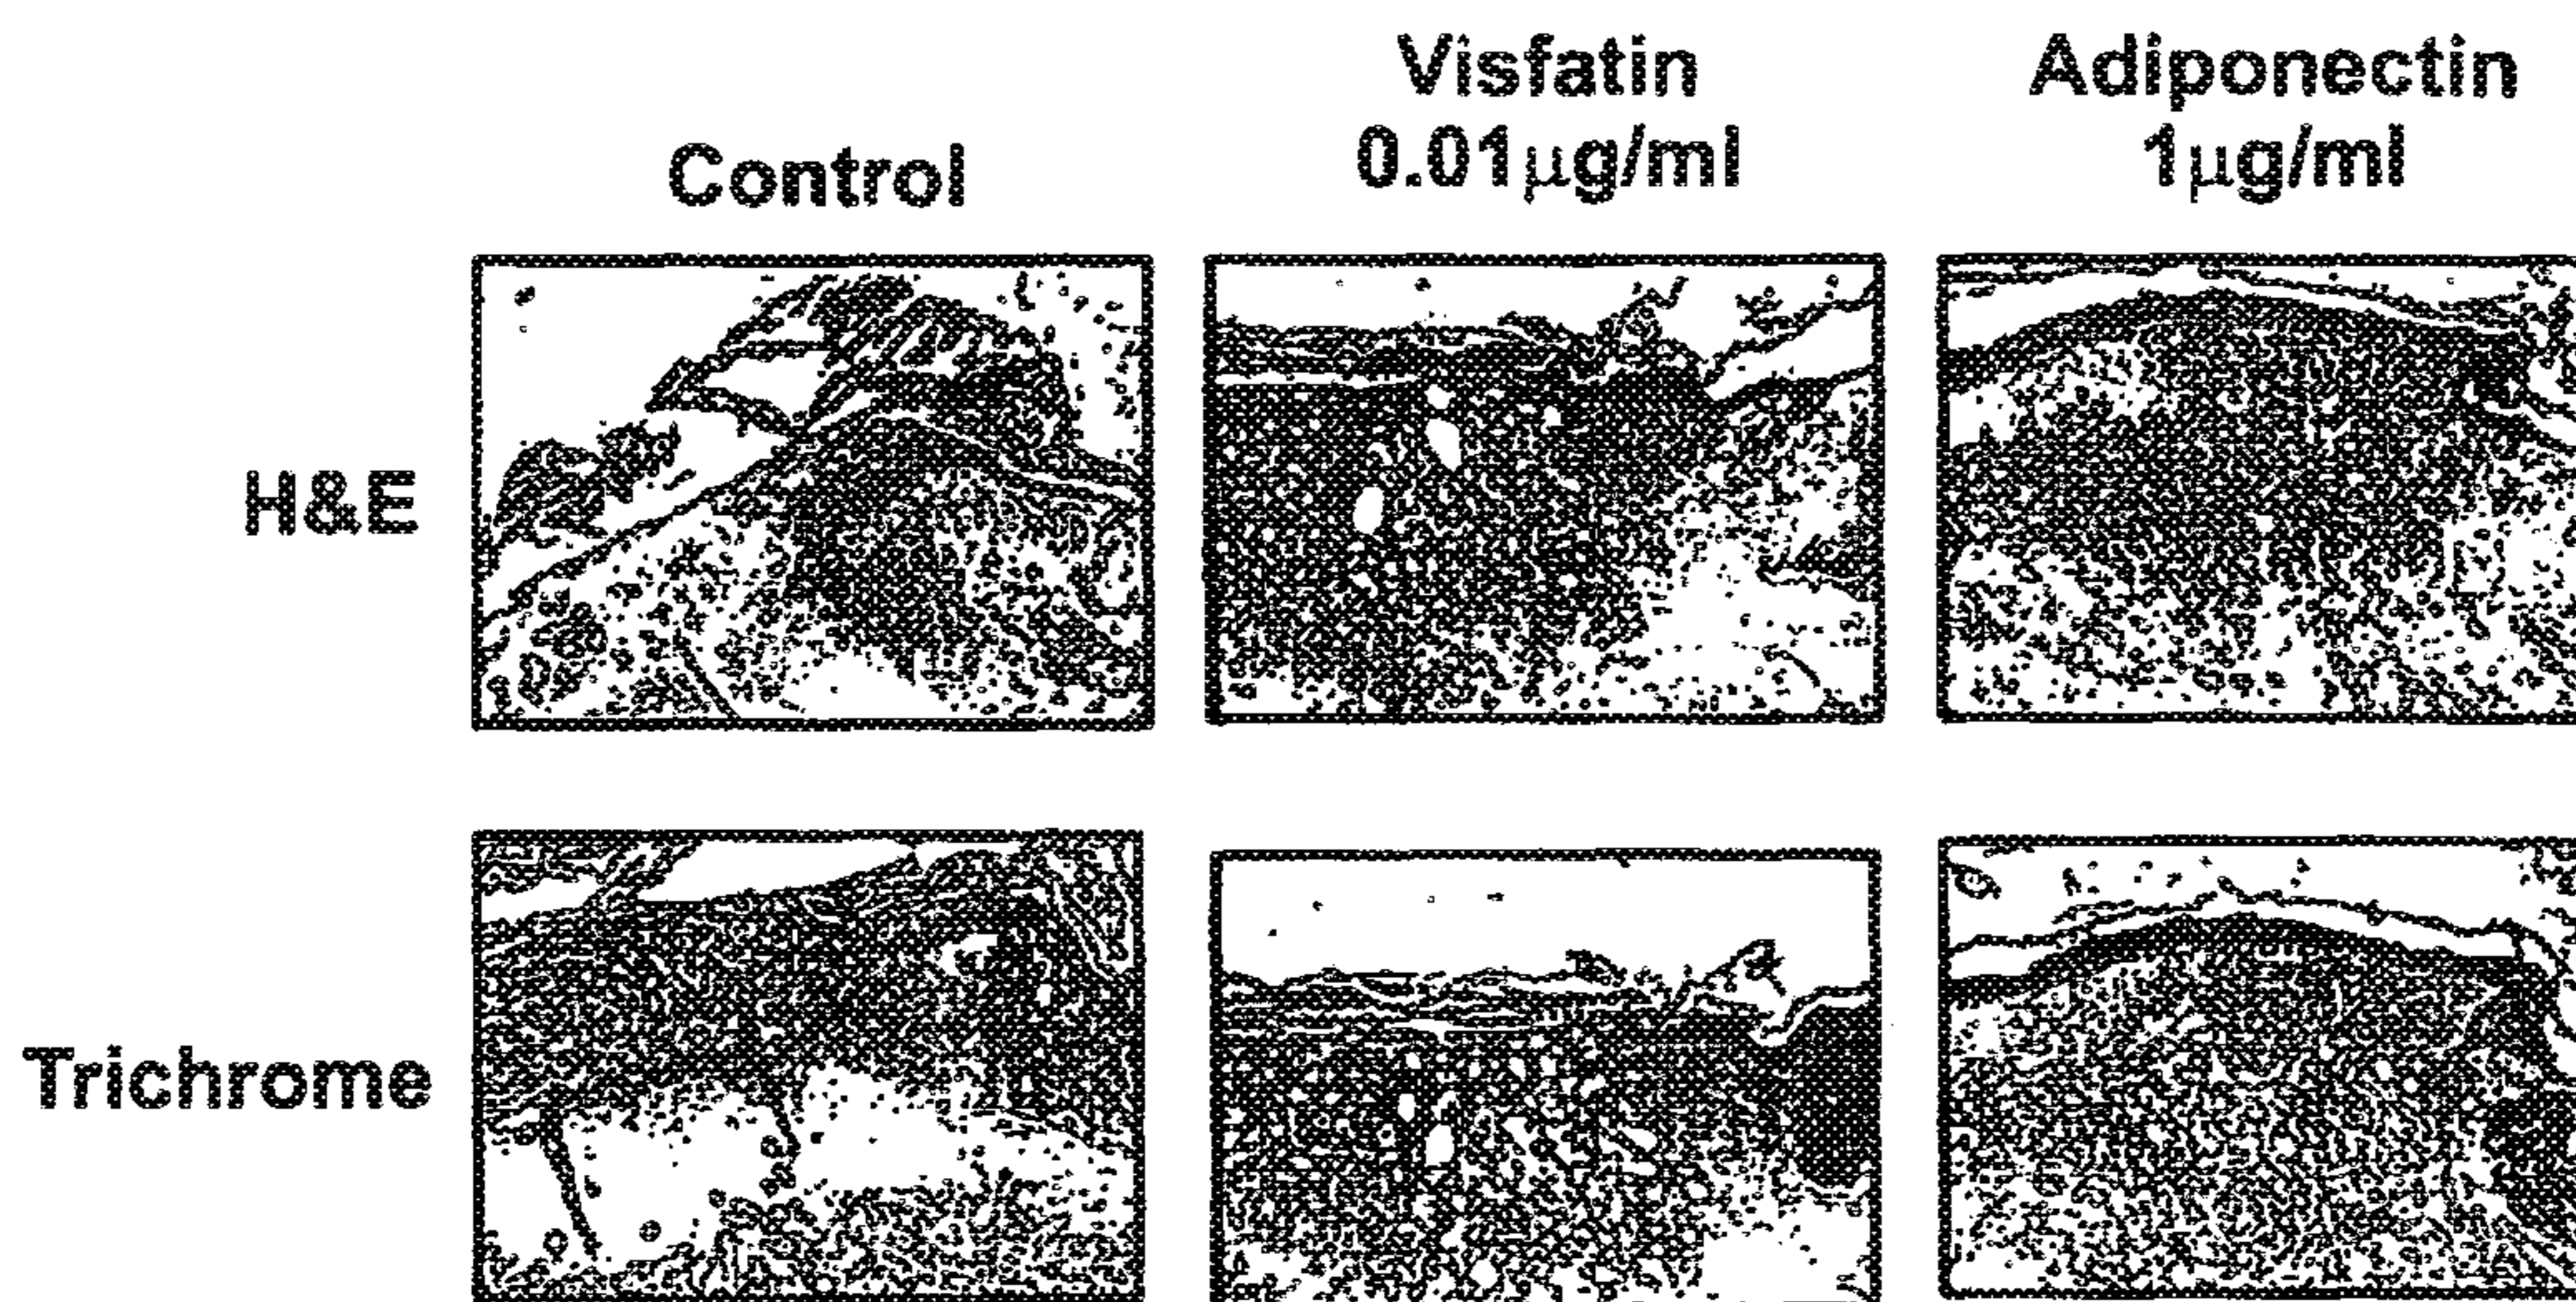 Control
Visfatin
0.01μg/ml
Adiponectin
1μg/ml
H&E
Trichrome